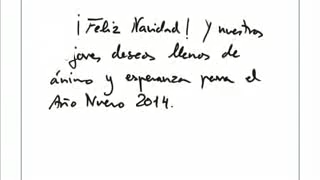 ¡Feliz Navidad! Y nuestros
deseos llenos de
ánimo y esperanza para el
Año Nuevo 2014.